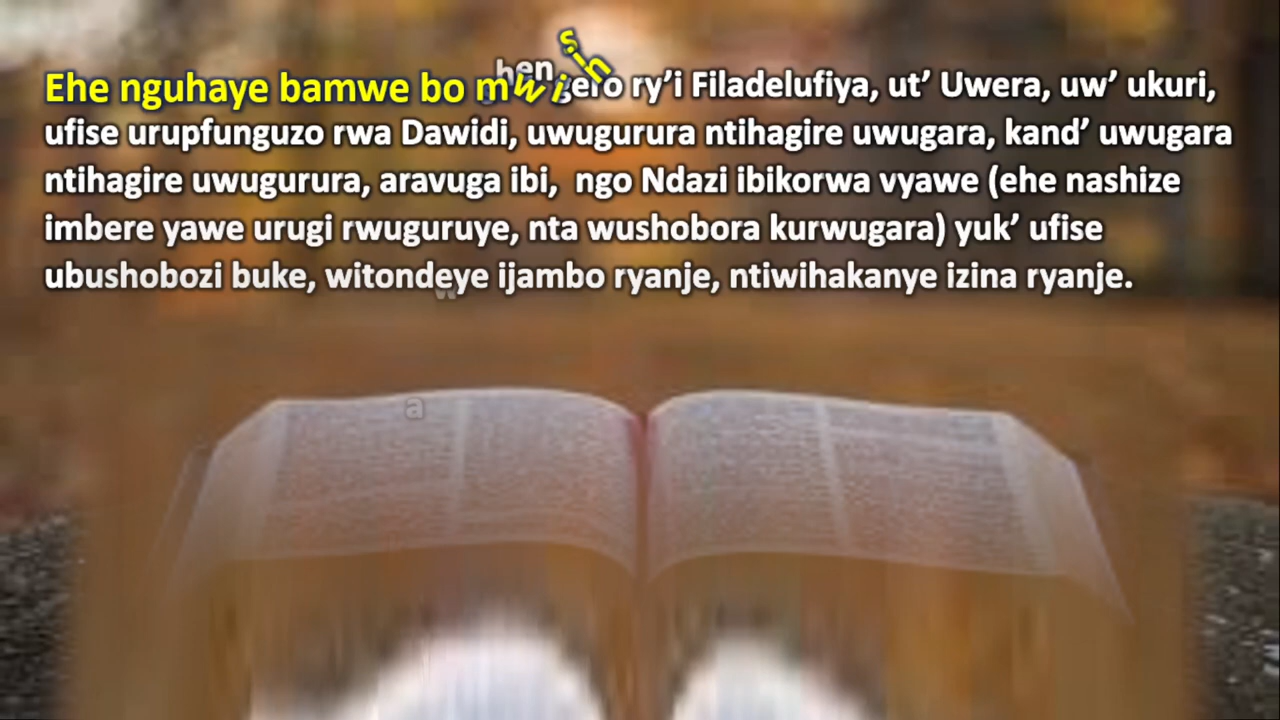 Ehe nguhaye bamwe bo ry’i Filadelufiya, ut’ Uwera, uw’ ukuri,
ufise urupfunguzo rwa Dawidi, uwugurura ntihagire uwugara, kand’ uwugara
ntihagire uwugurura, aravuga ibi, ngo Ndazi ibikorwa vyawe (ehe nashize
imbere yawe urugi rwuguruye, nta wushobora kurwugara) yuk’ ufise
ubushobozi buke, witondeye ijambo ryanje, ntiwihakanye izina ryanje.